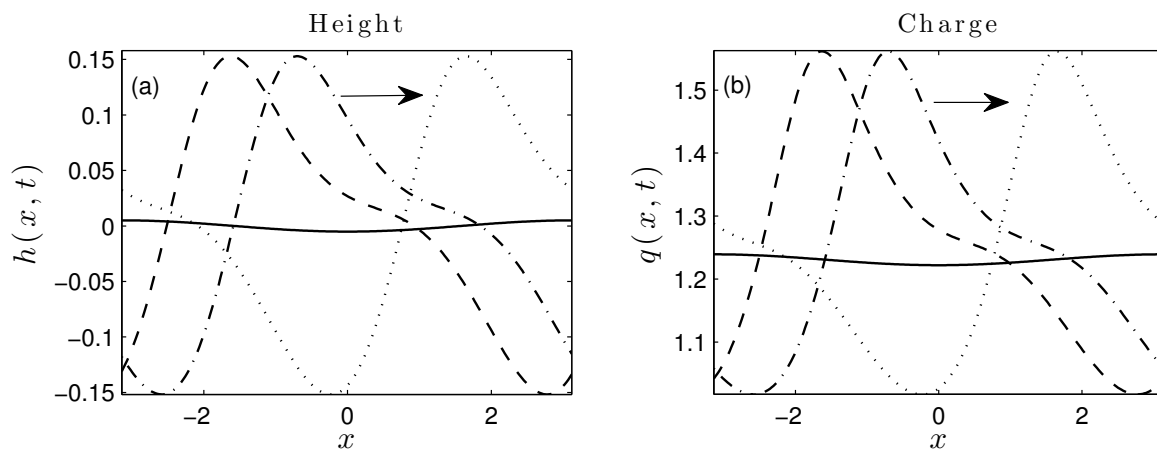 Height
(a)
0.15
0.1
0.05
0
−0.05
−0.1
−0.15
−2
0
2
x
h(x, t)
Charge
(b)
1.5
1.4
1.3
1.2
1.1
−2
0
2
x
q(x, t)